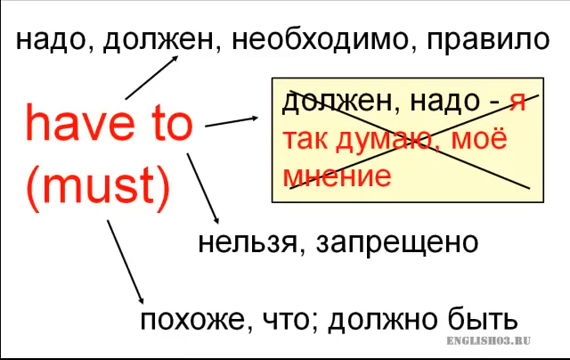 надо, должен, необходимо, правило
have to
(must)
должен, надо - я
так думаю, моё
мнение
нельзя, запрещено
похоже, что; должно быть
ENGLISH03.RU